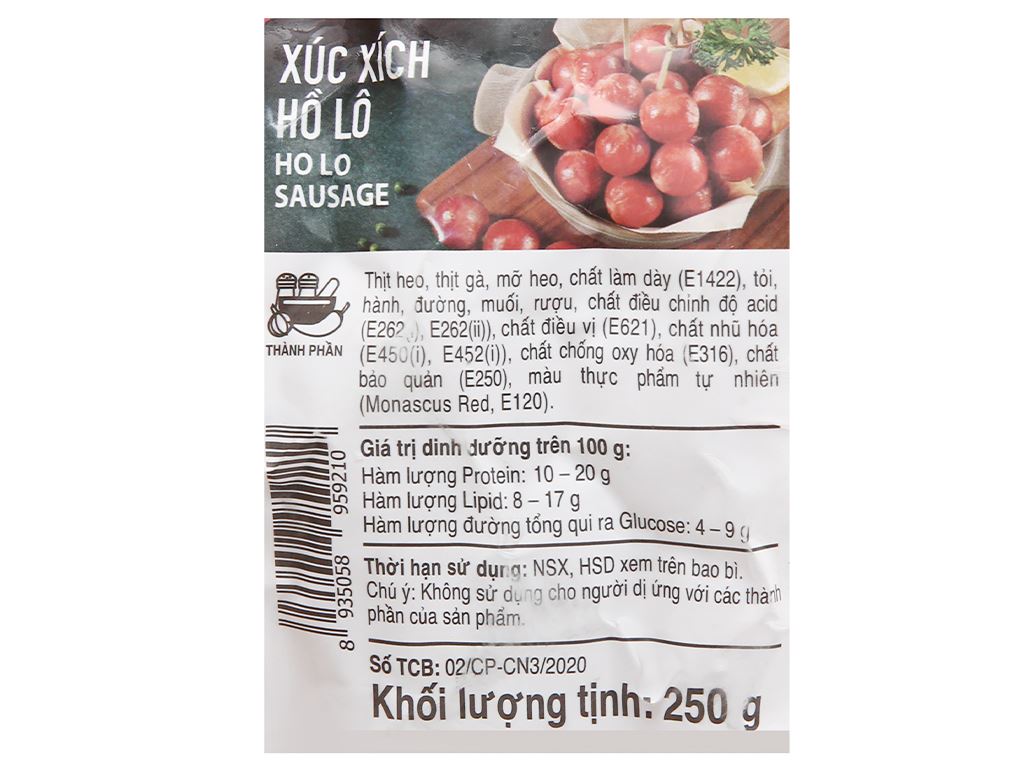 XÚC XÍCH
HỒ LÔ
HO LO
SAUSAGE
Thịt heo, thịt gà, mỡ heo, chất làm dày (E1422), tỏi,
hành, đường, muối, rượu, chất điều chỉnh độ acid
E262(ii)), chất điều vị (E621), chất nhũ hóa
(E450(i), E452(i)), chất chống oxy hóa (E316), chất
bảo quản (E250), màu thực phẩm tự nhiên
(Monascus Red, E120).
THÀNH PHẦN
Giá trị dinh dưỡng trên 100 g:
Hàm lượng Protein: 10 – 20 g
Hàm lượng Lipid: 8 – 17 g
Hàm lượng đường tổng qui ra Glucose: 4 – 9 g
Thời hạn sử dụng: NSX, HSD xem trên bao bì.
Chú ý: Không sử dụng cho người dị ứng với các thành
phần của sản phẩm.
8 935058 959210
Số TCB: 02/CP-CN3/2020
Khối lượng tịnh: 250 g